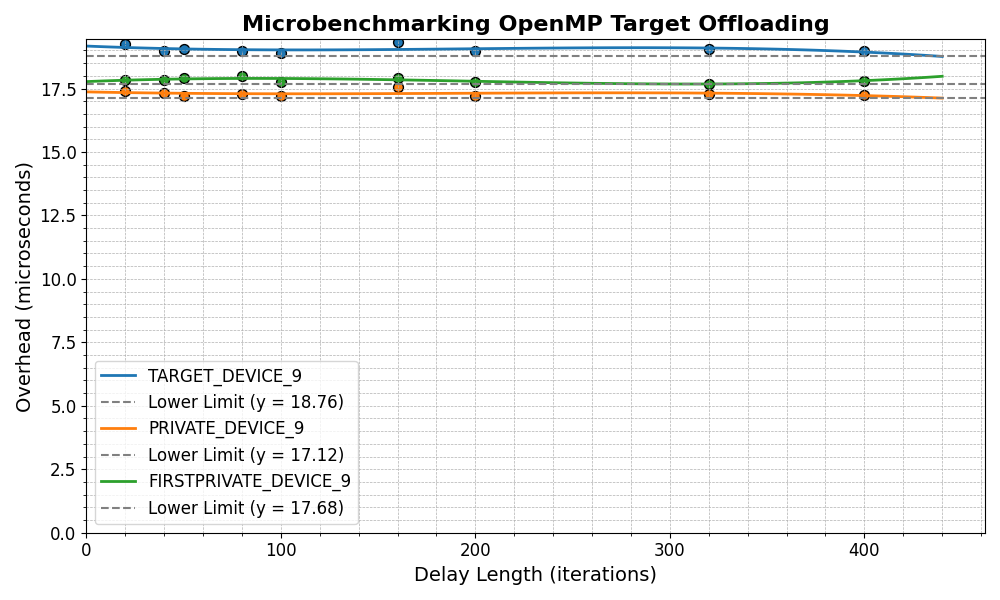 Microbenchmarking OpenMP Target Offloading
Overhead (microseconds)
17.5
15.0
12.5
10.0
7.5
5.0
2.5
0.0
TARGET_DEVICE_9
Lower Limit (y = 18.76)
PRIVATE_DEVICE_9
Lower Limit (y = 17.12)
FIRSTPRIVATE_DEVICE_9
Lower Limit (y = 17.68)
0 100 200 300 400
Delay Length (iterations)